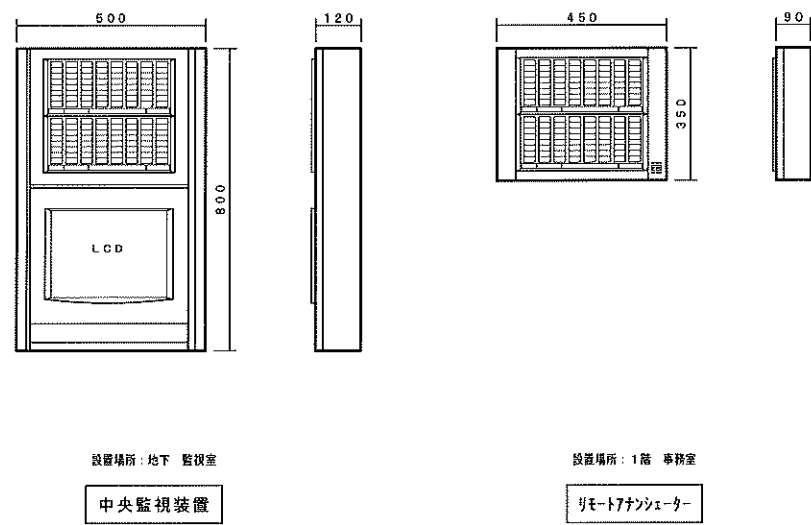 500
120
450
90
350
800
LCD
設置場所：地下　監視室
設置場所：1階　事務室
中央監視装置
リモートアナンシェーター